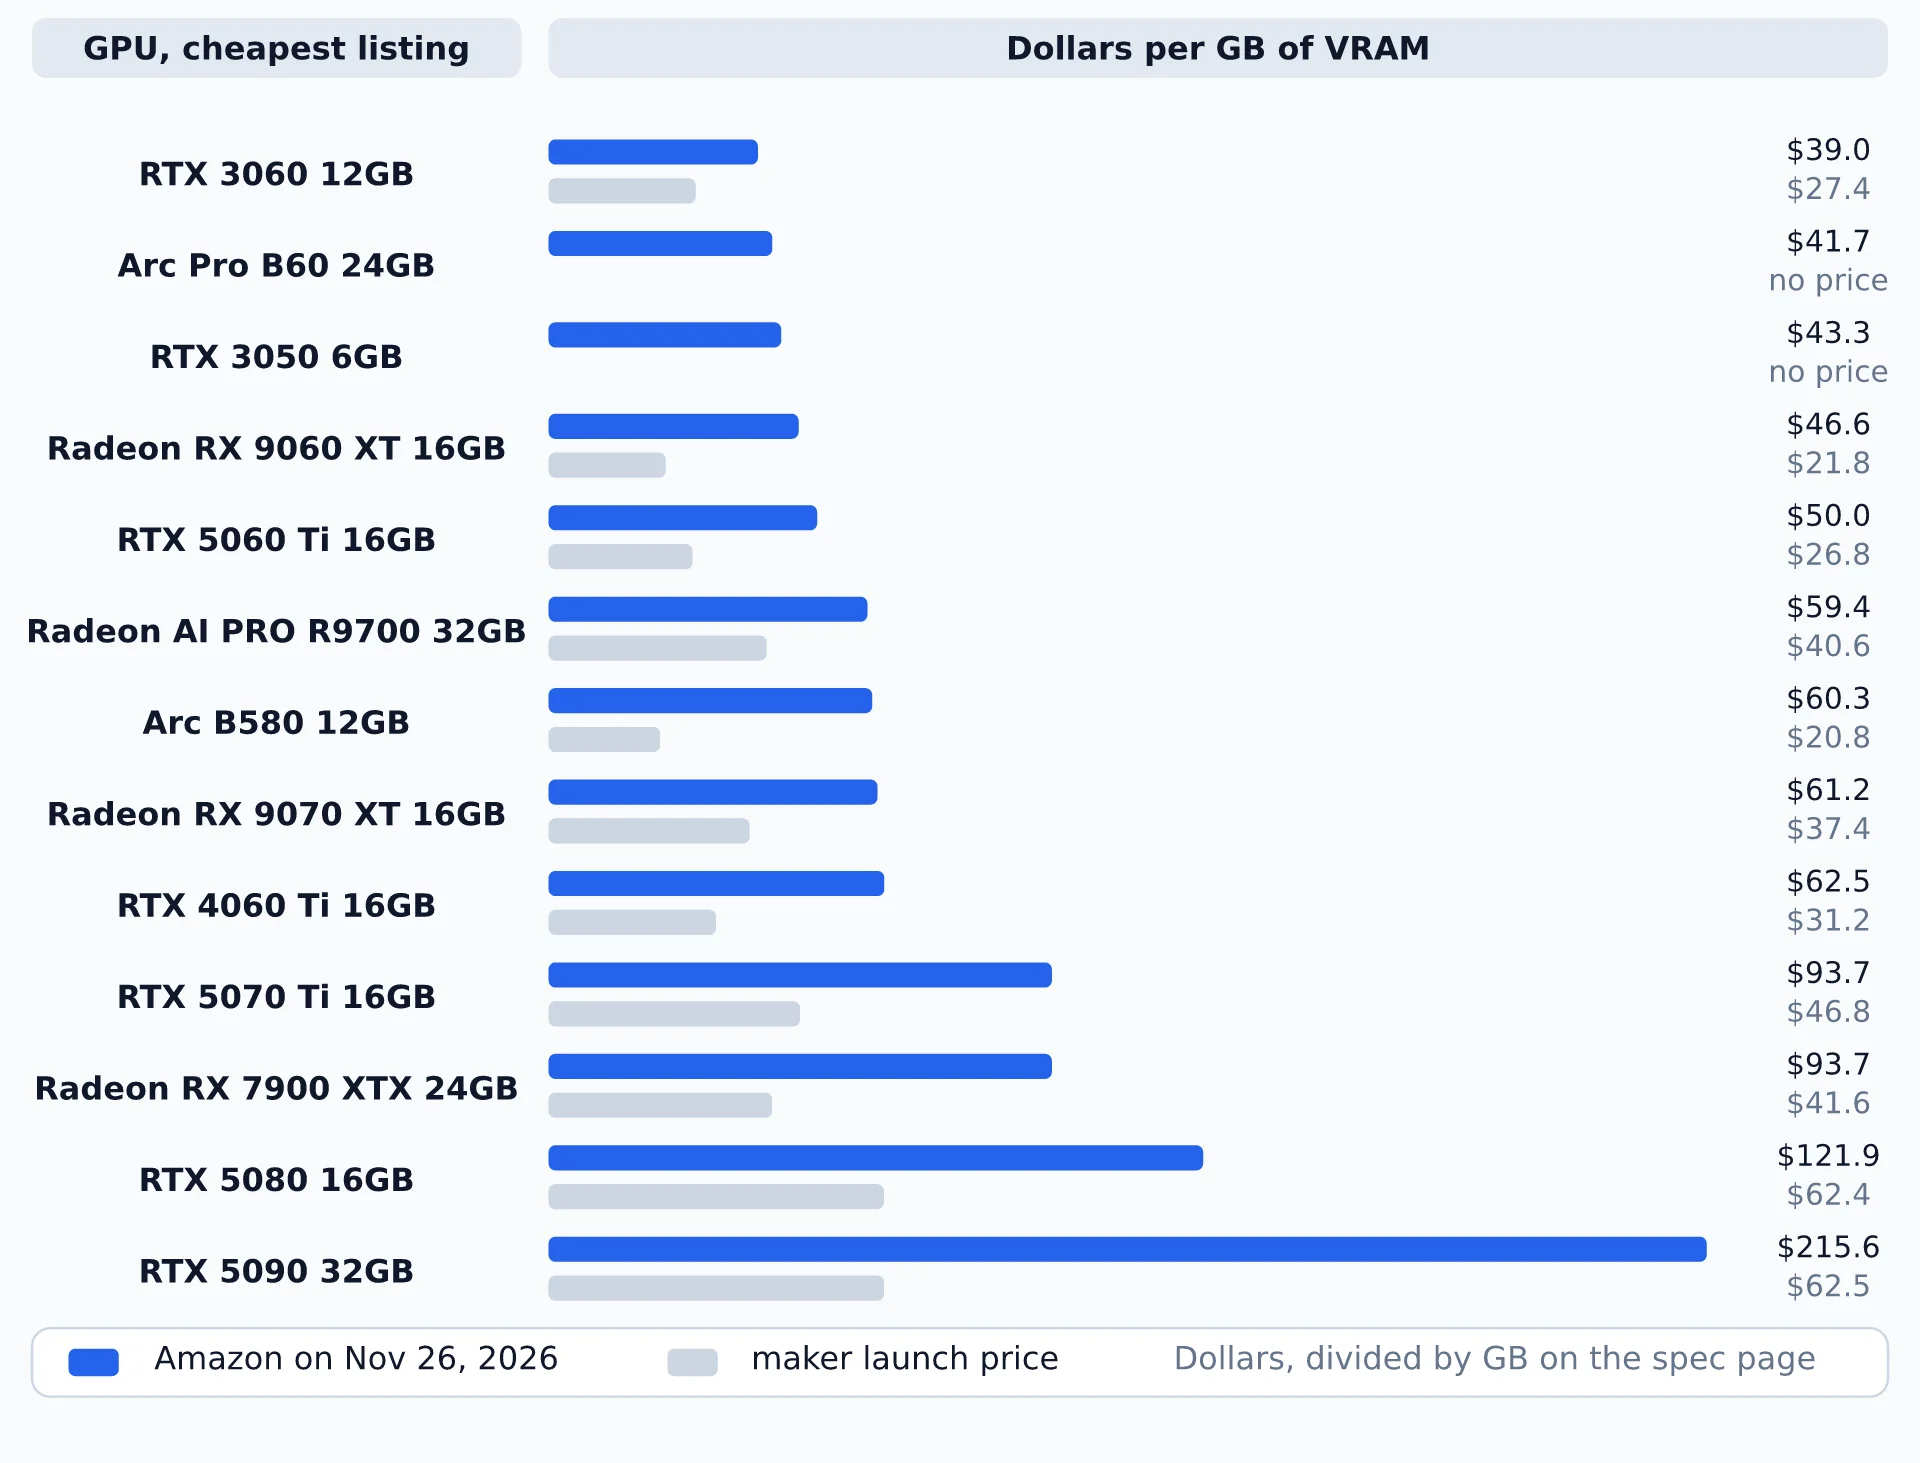 GPU, cheapest listing
Dollars per GB of VRAM
RTX 3060 12GB
$39.0
$27.4
Arc Pro B60 24GB
$41.7
no price
RTX 3050 6GB
$43.3
no price
Radeon RX 9060 XT 16GB
$46.6
$21.8
RTX 5060 Ti 16GB
$50.0
$26.8
Radeon AI PRO R9700 32GB
$59.4
$40.6
Arc B580 12GB
$60.3
$20.8
Radeon RX 9070 XT 16GB
$61.2
$37.4
RTX 4060 Ti 16GB
$62.5
$31.2
RTX 5070 Ti 16GB
$93.7
$46.8
Radeon RX 7900 XTX 24GB
$93.7
$41.6
RTX 5080 16GB
$121.9
$62.4
RTX 5090 32GB
$215.6
$62.5
Amazon on Nov 26, 2026
maker launch price
Dollars, divided by GB on the spec page